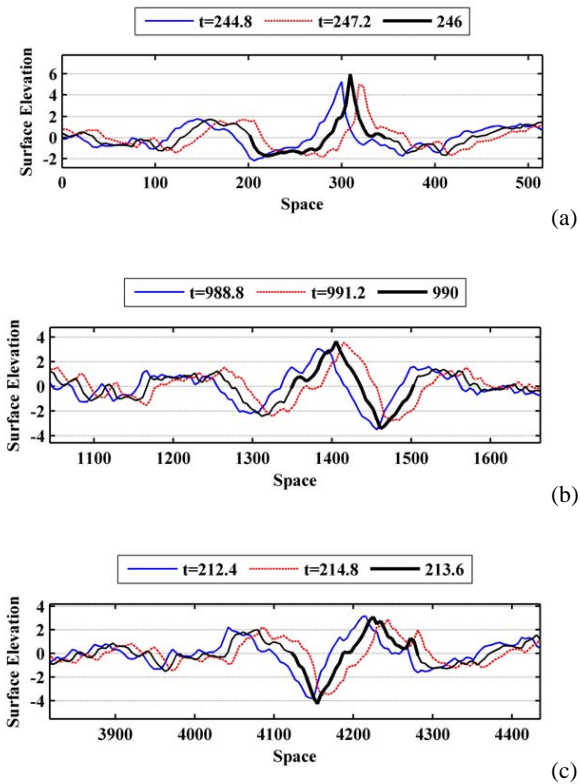 t=244.8 t=247.2 246
Surface Elevation
6
4
2
0
-2
0 100 200 300 400 500
Space
(a)
t=988.8 t=991.2 990
Surface Elevation
4
2
0
-2
-4
1100 1200 1300 1400 1500 1600
Space
(b)
t=212.4 t=214.8 213.6
Surface Elevation
4
2
0
-2
-4
3900 4000 4100 4200 4300 4400
Space
(c)